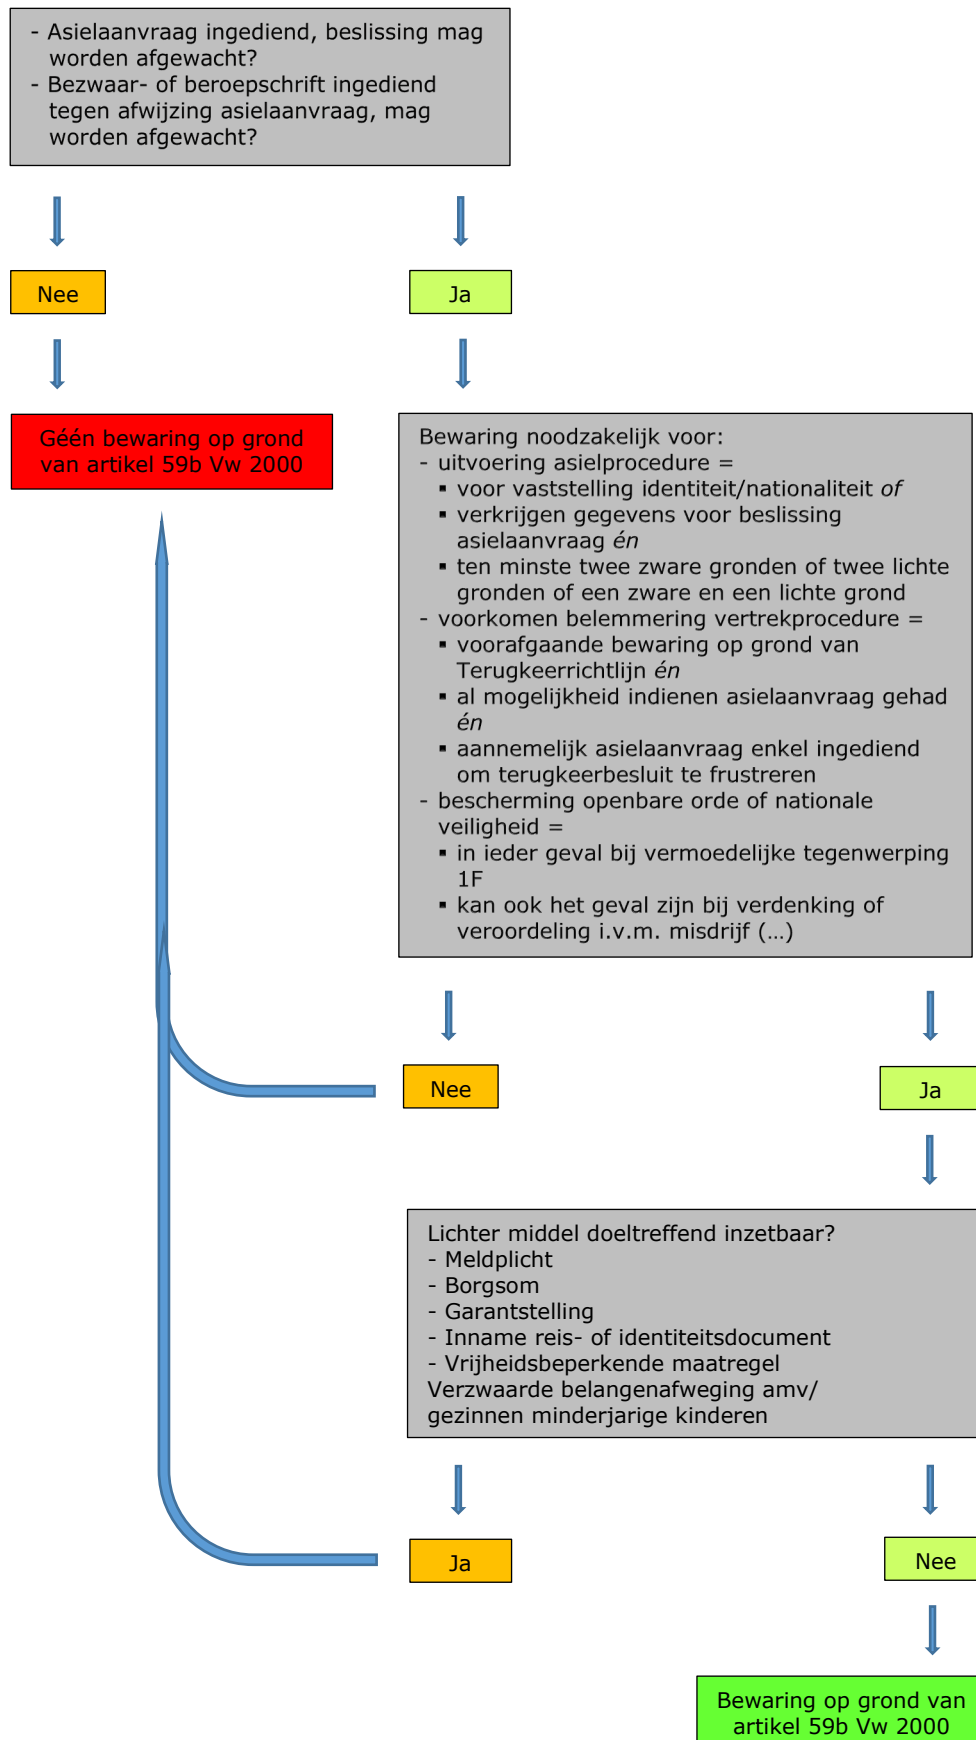 - Asielaanvraag ingediend, beslissing mag
worden afgewacht?
- Bezwaar- of beroepschrift ingediend
tegen afwijzing asielaanvraag, mag
worden afgewacht?
Nee
Ja
Géén bewaring op grond
van artikel 59b Vw 2000
Bewaring noodzakelijk voor:
- uitvoering asielprocedure =
▪ voor vaststelling identiteit/nationaliteit of
▪ verkrijgen gegevens voor beslissing
asielaanvraag én
▪ ten minste twee zware gronden of twee lichte
gronden of een zware en een lichte grond
- voorkomen belemmering vertrekprocedure =
▪ voorafgaande bewaring op grond van
Terugkeerrichtlijn én
▪ al mogelijkheid indienen asielaanvraag gehad
én
▪ aannemelijk asielaanvraag enkel ingediend
om terugkeerbesluit te frustreren
- bescherming openbare orde of nationale
veiligheid =
▪ in ieder geval bij vermoedelijke tegenwerping
1F
▪ kan ook het geval zijn bij verdenking of
veroordeling i.v.m. misdrijf (…)
Nee
Ja
Lichter middel doeltreffend inzetbaar?
- Meldplicht
- Borgsom
- Garantstelling
- Inname reis- of identiteitsdocument
- Vrijheidsbeperkende maatregel
Verzwaarde belangenafweging amv/
gezinnen minderjarige kinderen
Ja
Nee
Bewaring op grond van
artikel 59b Vw 2000